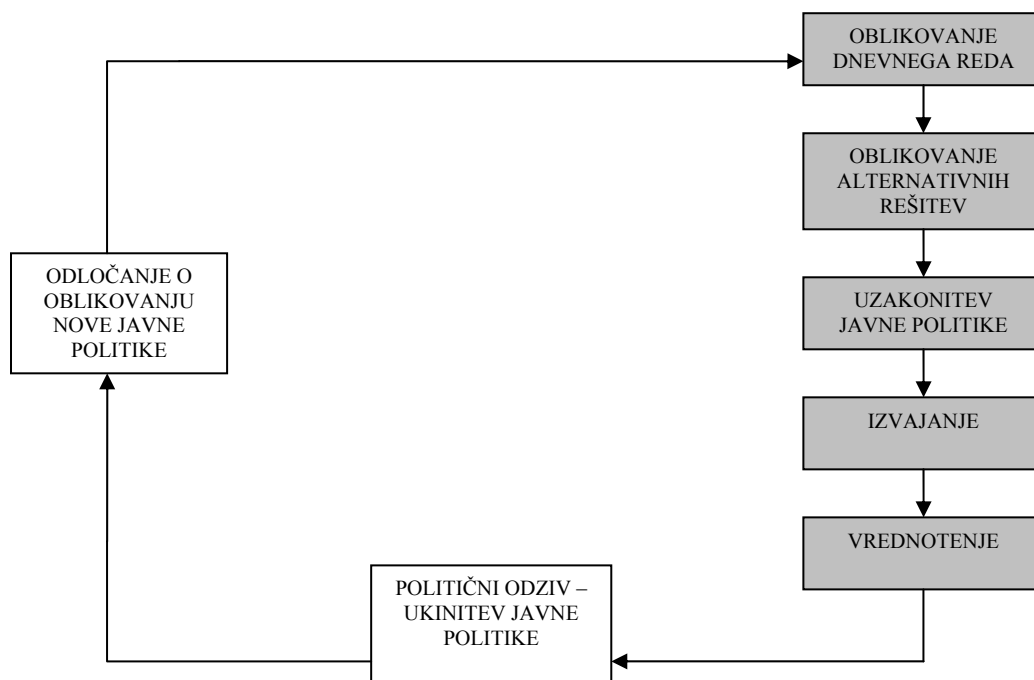 OBLIKOVANJE
DNEVNEGA REDA
OBLIKOVANJE
ALTERNATIVNIH
REŠITEV
UZAKONITEV
JAVNE POLITIKE
IZVAJANJE
VREDNOTENJE
POLITIČNI ODZIV –
UKINITEV JAVNE
POLITIKE
ODLOČANJE O
OBLIKOVANJU
NOVE JAVNE
POLITIKE